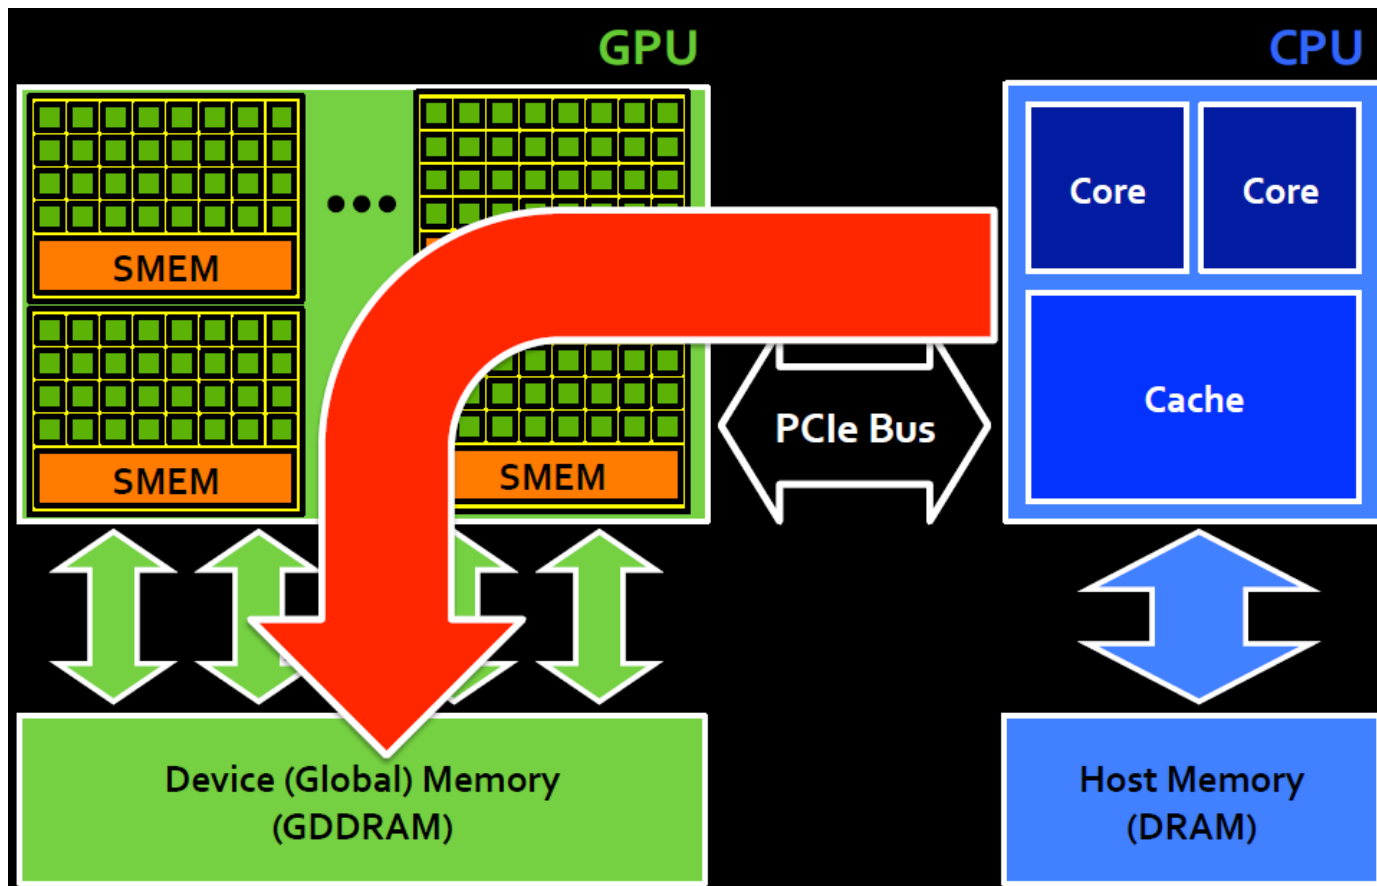 GPU
CPU
SMEM
SMEM
SMEM
Core
Core
Cache
PCIe Bus
Device (Global) Memory
(GDDRAM)
Host Memory
(DRAM)